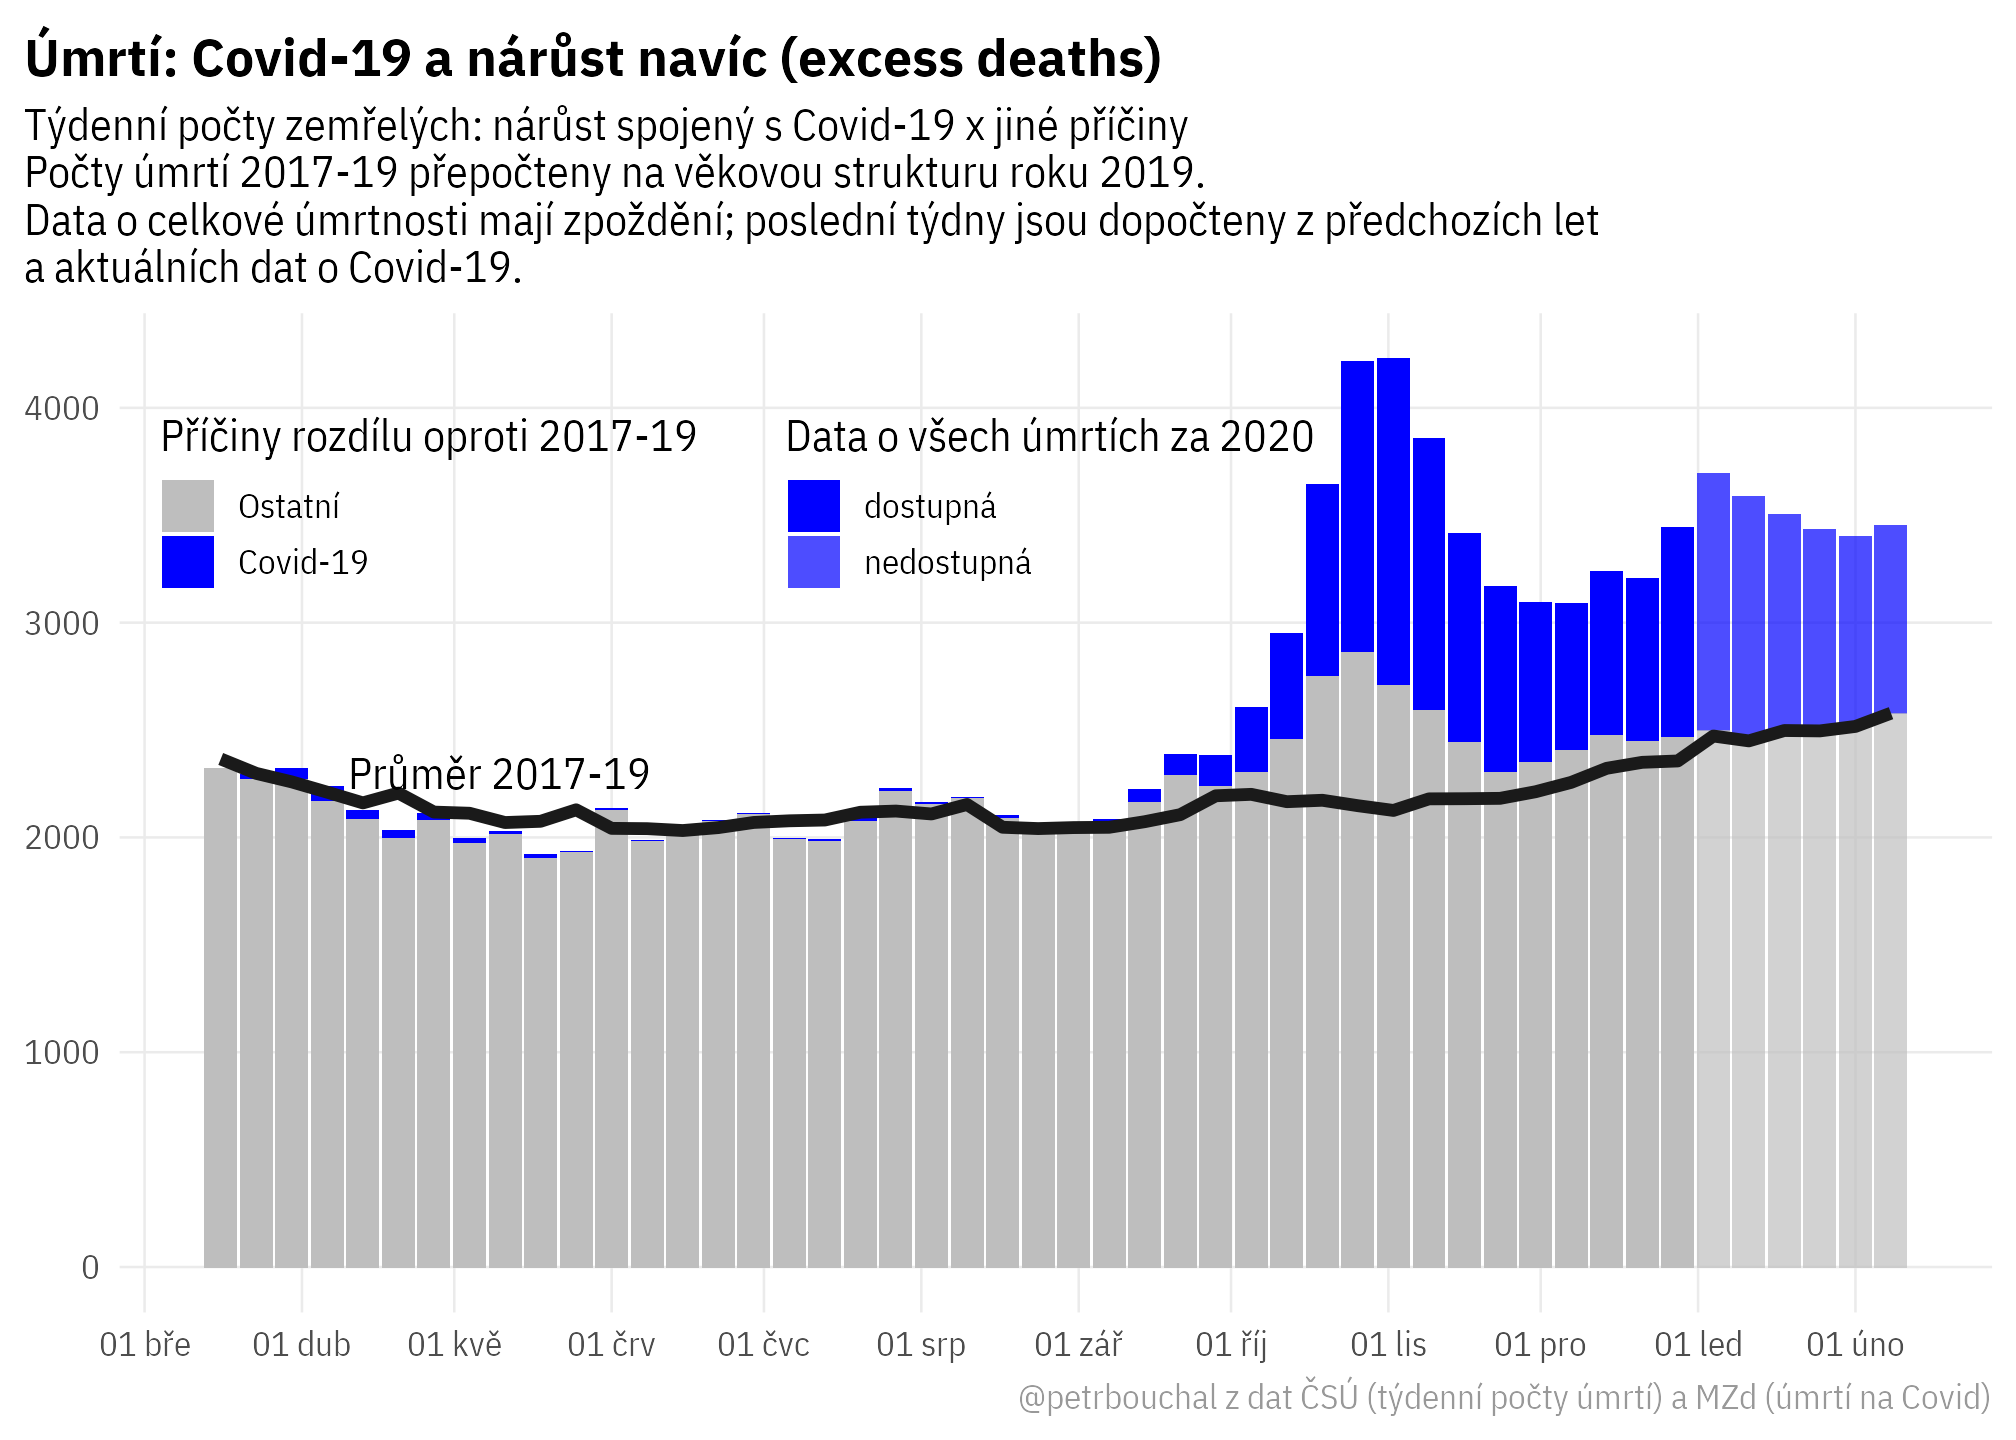 Úmrtí: Covid-19 a nárůst navíc (excess deaths)
Týdenní počty zemřelých: nárůst spojený s Covid-19 x jiné příčiny
Počty úmrtí 2017-19 přepočteny na věkovou strukturu roku 2019.
Data o celkové úmrtnosti mají zpoždění; poslední týdny jsou dopočteny z předchozích let
a aktuálních dat o Covid-19.
4000
Příčiny rozdílu oproti 2017-19
Ostatní
Covid-19
Data o všech úmrtích za 2020
dostupná
nedostupná
3000
Průměr 2017-19
2000
1000
0
01 bře 01 dub 01 kvě 01 črv 01 čvc 01 srp 01 zář 01 říj 01 lis 01 pro 01 led 01 úno
@petrbouchal z dat ČSÚ (týdenní počty úmrtí) a MZd (úmrtí na Covid)